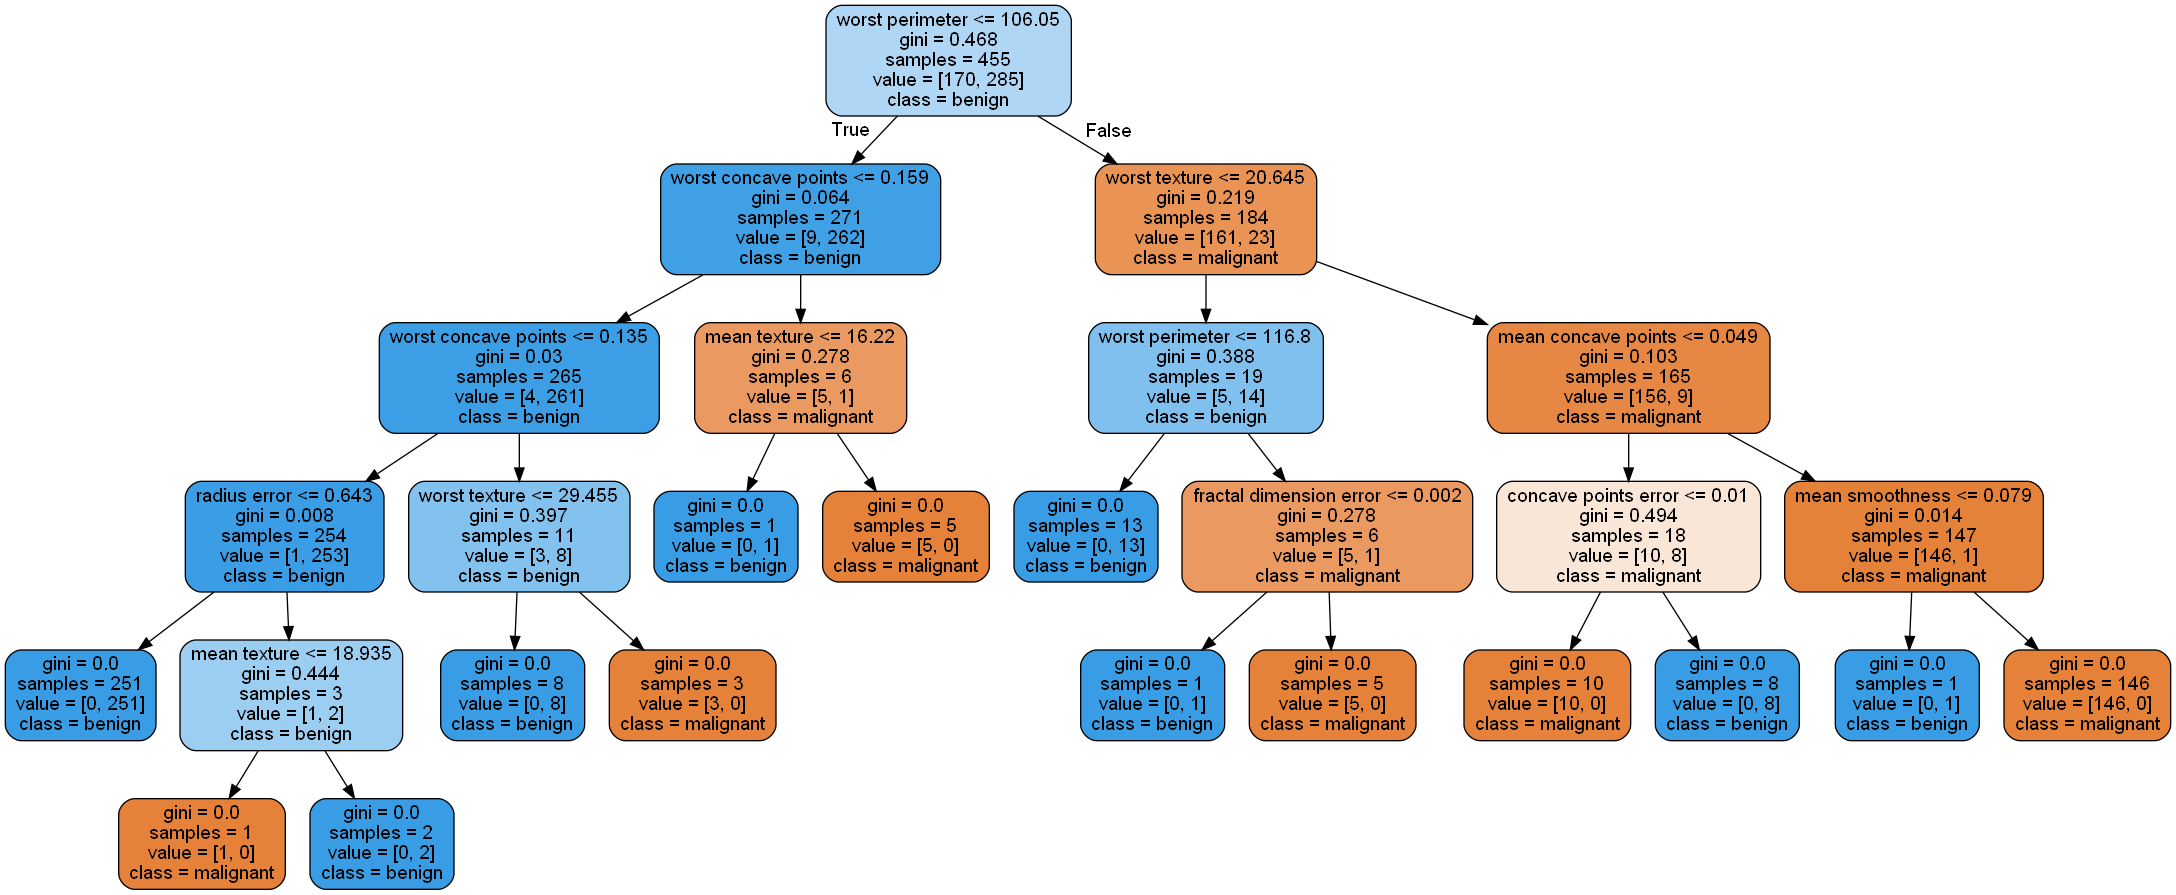 worst perimeter <= 106.05
gini = 0.468
samples = 455
value = [170, 285]
class = benign
True
False
worst concave points <= 0.159
gini = 0.064
samples = 271
value = [9, 262]
class = benign
worst texture <= 20.645
gini = 0.219
samples = 184
value = [161, 23]
class = malignant
worst concave points <= 0.135
gini = 0.03
samples = 265
value = [4, 261]
class = benign
mean texture <= 16.22
gini = 0.278
samples = 6
value = [5, 1]
class = malignant
worst perimeter <= 116.8
gini = 0.388
samples = 19
value = [5, 14]
class = benign
mean concave points <= 0.049
gini = 0.103
samples = 165
value = [156, 9]
class = malignant
radius error <= 0.643
gini = 0.008
samples = 254
value = [1, 253]
class = benign
worst texture <= 29.455
gini = 0.397
samples = 11
value = [3, 8]
class = benign
gini = 0.0
samples = 1
value = [0, 1]
class = benign
gini = 0.0
samples = 5
value = [5, 0]
class = malignant
gini = 0.0
samples = 13
value = [0, 13]
class = benign
fractal dimension error <= 0.002
gini = 0.278
samples = 6
value = [5, 1]
class = malignant
concave points error <= 0.01
gini = 0.494
samples = 18
value = [10, 8]
class = malignant
mean smoothness <= 0.079
gini = 0.014
samples = 147
value = [146, 1]
class = malignant
gini = 0.0
samples = 251
value = [0, 251]
class = benign
mean texture <= 18.935
gini = 0.444
samples = 3
value = [1, 2]
class = benign
gini = 0.0
samples = 8
value = [0, 8]
class = benign
gini = 0.0
samples = 3
value = [3, 0]
class = malignant
gini = 0.0
samples = 1
value = [0, 1]
class = benign
gini = 0.0
samples = 5
value = [5, 0]
class = malignant
gini = 0.0
samples = 10
value = [10, 0]
class = malignant
gini = 0.0
samples = 8
value = [0, 8]
class = benign
gini = 0.0
samples = 1
value = [0, 1]
class = benign
gini = 0.0
samples = 146
value = [146, 0]
class = malignant
gini = 0.0
samples = 1
value = [1, 0]
class = malignant
gini = 0.0
samples = 2
value = [0, 2]
class = benign